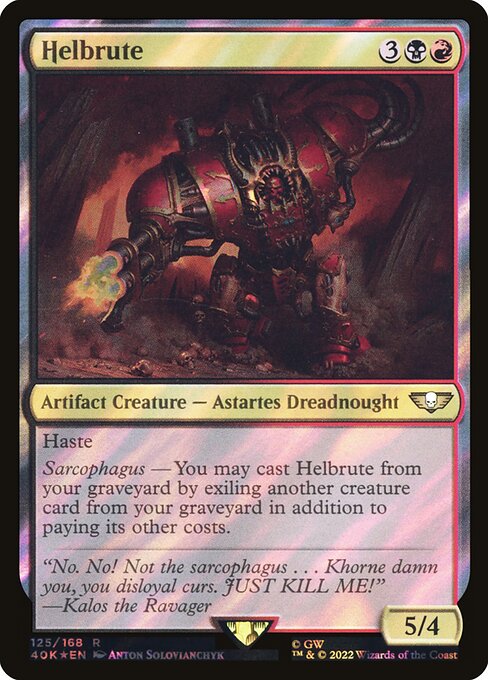 Helbrute 3
Artifact Creature — Astartes Dreadnought
Haste
Sarcophagus — You may cast Helbrute from
your graveyard by exiling another creature
card from your graveyard in addition to
paying its other costs.
“No. No! Not the sarcophagus . . . Khorne damn
you, you disloyal curs. JUST KILL ME!”
—Kalos the Ravager
5/4
125/168 R
40K★EN Anton Solovianchyk
© GW
™ & © 2022 Wizards of the Coast